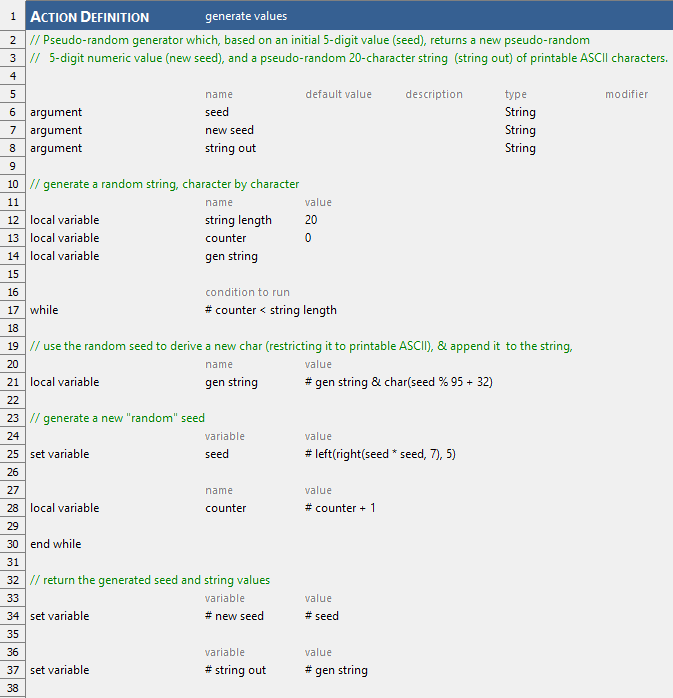 1 ACTION DEFINITION generate values
2 // Pseudo-random generator which, based on an initial 5-digit value (seed), returns a new pseudo-random
3 // 5-digit numeric value (new seed), and a pseudo-random 20-character string (string out) of printable ASCII characters.
4
5 name default value description type modifier
6 argument seed String
7 argument new seed String
8 argument string out String
9
10 // generate a random string, character by character
11 name value
12 local variable string length 20
13 local variable counter 0
14 local variable gen string
15
16 condition to run
17 while # counter < string length
18
19 // use the random seed to derive a new char (restricting it to printable ASCII), & append it to the string,
20 name value
21 local variable gen string # gen string & char(seed % 95 + 32)
22
23 // generate a new "random" seed
24 variable value
25 set variable seed # left(right(seed * seed, 7), 5)
26
27 name value
28 local variable counter # counter + 1
29
30 end while
31
32 // return the generated seed and string values
33 variable value
34 set variable # new seed # seed
35
36 variable value
37 set variable # string out # gen string
38